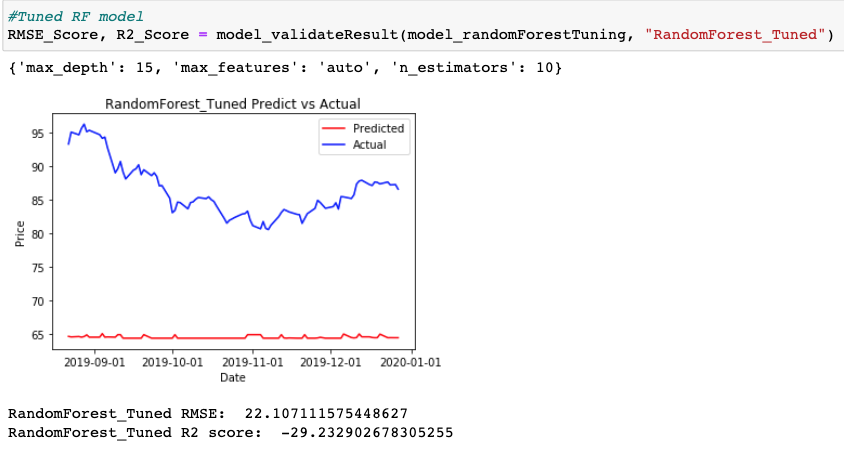 #Tuned RF model
RMSE_Score, R2_Score = model_validateResult(model_randomForestTuning, "RandomForest_Tuned")
{'max_depth': 15, 'max_features': 'auto', 'n_estimators': 10}
RandomForest_Tuned Predict vs Actual
Predicted
Actual
95
90
85
80
75
70
65
Price
2019-09-01 2019-10-01 2019-11-01 2019-12-01 2020-01-01
Date
RandomForest_Tuned RMSE:  22.107111575448627
RandomForest_Tuned R2 score:  -29.232902678305255